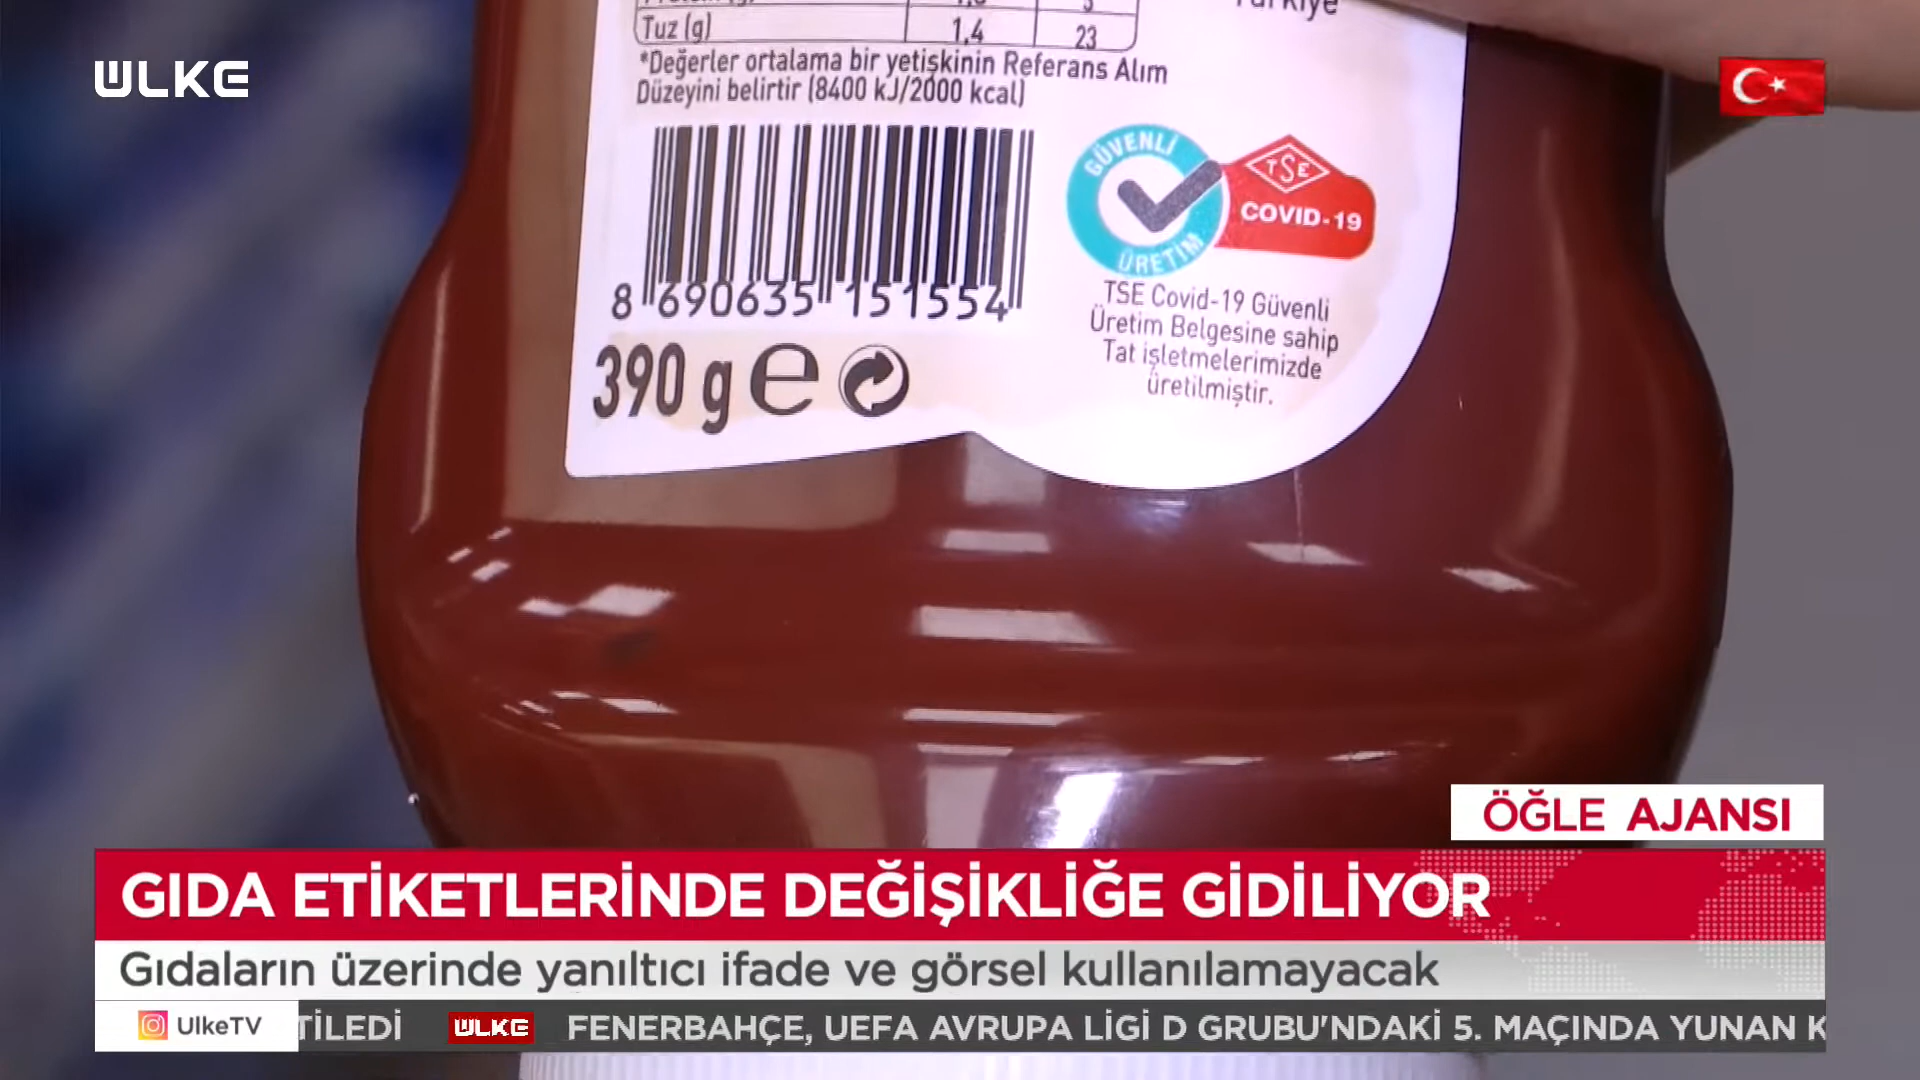 Türkiye
Tuz (g) 1,4 23
*Değerler ortalama bir yetişkinin Referans Alım
Düzeyini belirtir (8400 kJ/2000 kcal)
ÜLKE
GÜVENLİ
ÜRETİM
TSE
COVID-19
8 690635 151554
TSE Covid-19 Güvenli
Üretim Belgesine sahip
Tat işletmelerimizde
üretilmiştir.
390 g e
ÖĞLE AJANSI
GIDA ETİKETLERİNDE DEĞİŞİKLİĞE GİDİLİYOR
Gıdaların üzerinde yanıltıcı ifade ve görsel kullanılamayacak
UlkeTV TİLEDİ ÜLKE FENERBAHÇE, UEFA AVRUPA LİGİ D GRUBU'NDAKİ 5. MAÇINDA YUNAN K